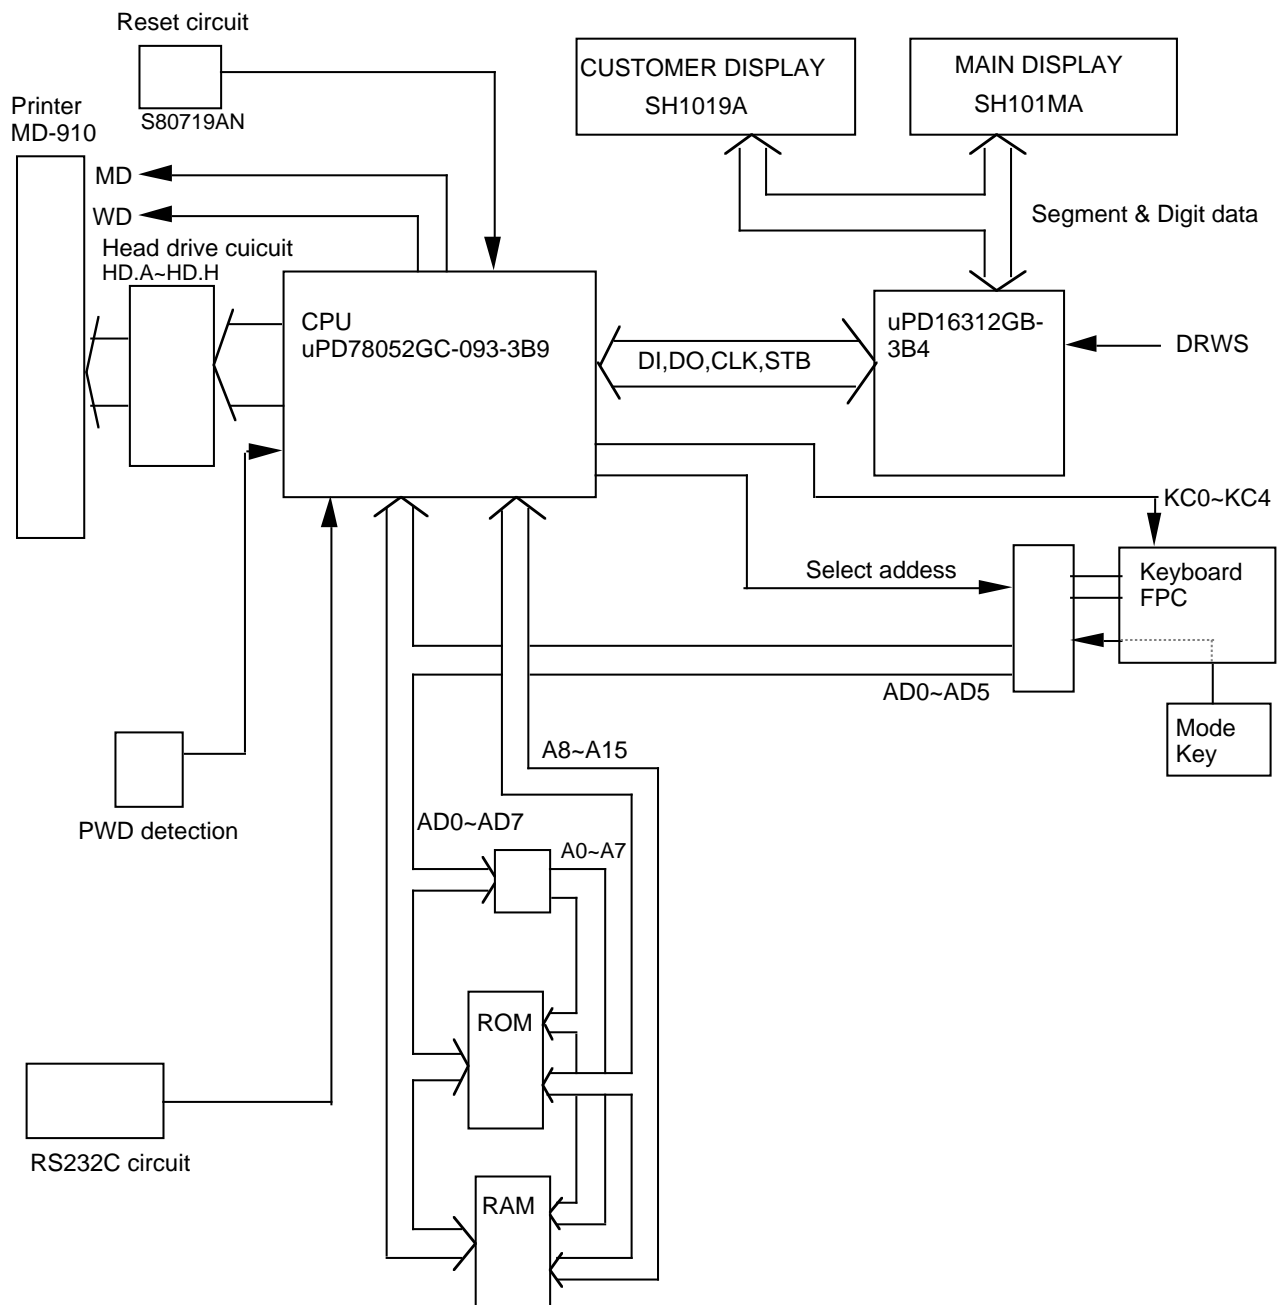 Reset circuit
S80719AN
CUSTOMER DISPLAY
SH1019A
MAIN DISPLAY
SH101MA
Printer
MD-910
MD
WD
Segment & Digit data
Head drive cuicuit
HD.A~HD.H
CPU
uPD78052GC-093-3B9
DI,DO,CLK,STB
uPD16312GB-
3B4
DRWS
KC0~KC4
Select addess
Keyboard
FPC
AD0~AD5
Mode
Key
PWD detection
A8~A15
AD0~AD7
A0~A7
ROM
RS232C circuit
RAM